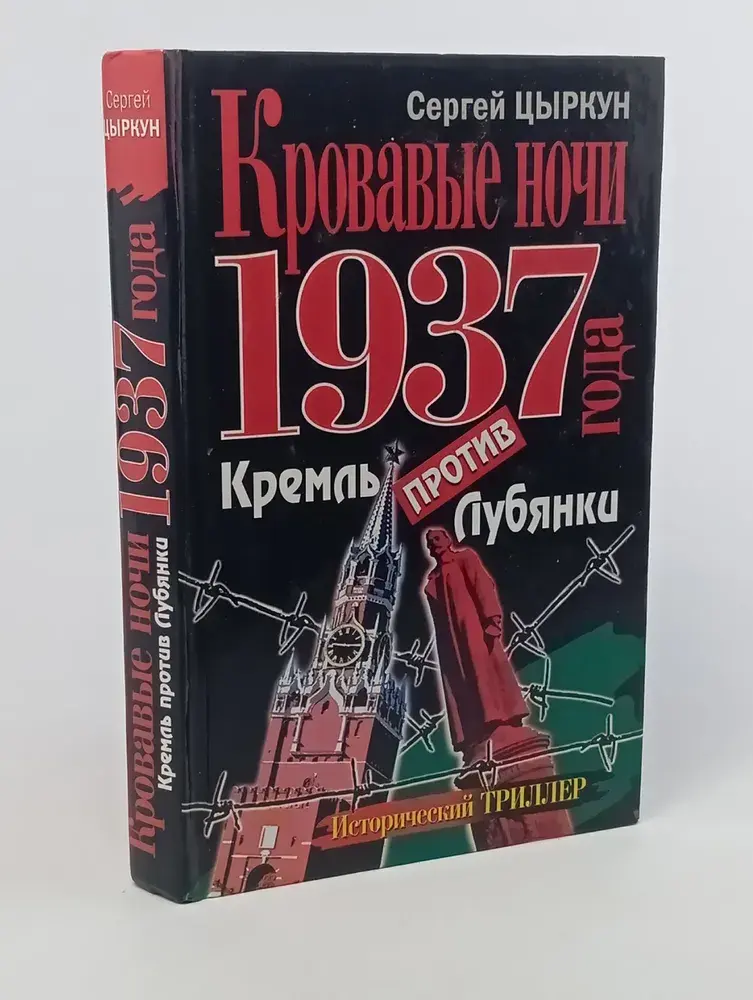 Сергей
ЦЫРКУН
Кровавые ночи 1937 года
Кремль против Лубянки
Сергей ЦЫРКУН
Кровавые ночи
1937
года
Кремль
ПРОТИВ
Лубянки
Исторический ТРИЛЛЕР